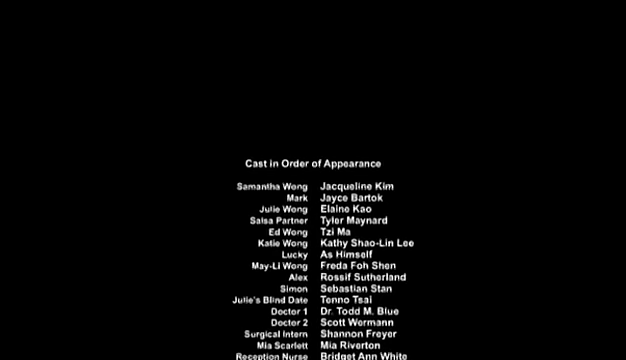 Cast in Order of Appearance
Samantha Wong Jacqueline Kim
Mark Jayce Bartok
Julie Wong Elaine Kao
Salsa Partner Tyler Maynard
Ed Wong Tzi Ma
Katie Wong Kathy Shao-Lin Lee
Lucky As Himself
May-Li Wong Freda Foh Shen
Alex Rossif Sutherland
Simon Sebastian Stan
Julie's Blind Date Tenno Tsai
Doctor 1 Dr. Todd M. Blue
Doctor 2 Scott Wermann
Surgical Intern Shannon Freyer
Mia Scarlett Mia Riverton
Reception Nurse Bridget Ann White